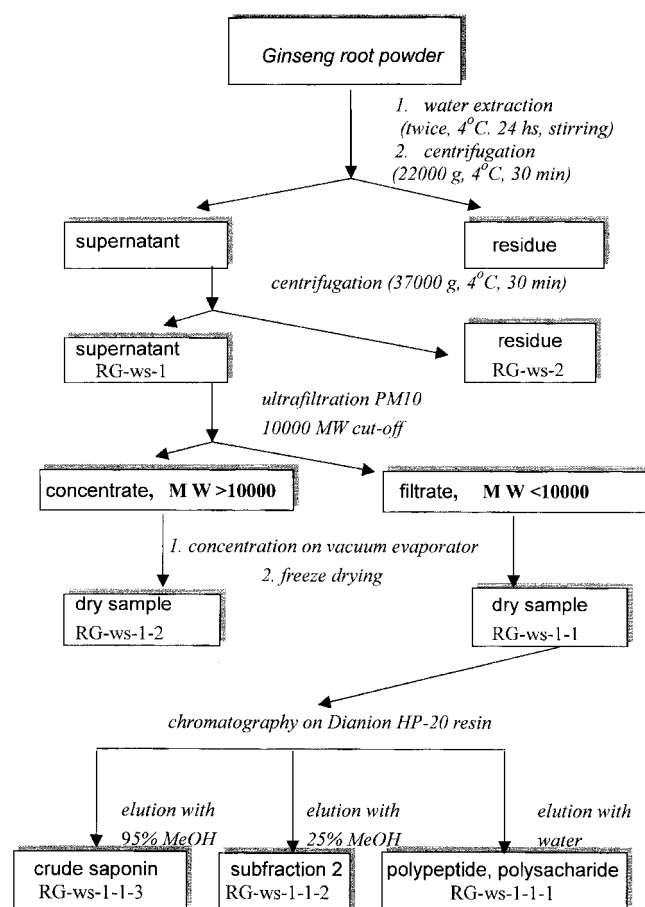 Ginseng root powder
1. water extraction
(twice, 4°C. 24 hs, stirring)
2. centrifugation
(22000 g, 4°C, 30 min)
supernatant
residue
centrifugation (37000 g, 4°C, 30 min)
supernatant
RG-ws-1
residue
RG-ws-2
ultrafiltration PM10
10000 MW cut-off
concentrate, M W >10000
filtrate, M W <10000
1. concentration on vacuum evaporator
2. freeze drying
dry sample
RG-ws-1-2
dry sample
RG-ws-1-1
chromatography on Dianion HP-20 resin
elution with
95% MeOH
elution with
25% MeOH
elution with
water
crude saponin
RG-ws-1-1-3
subfraction 2
RG-ws-1-1-2
polypeptide, polysacharide
RG-ws-1-1-1